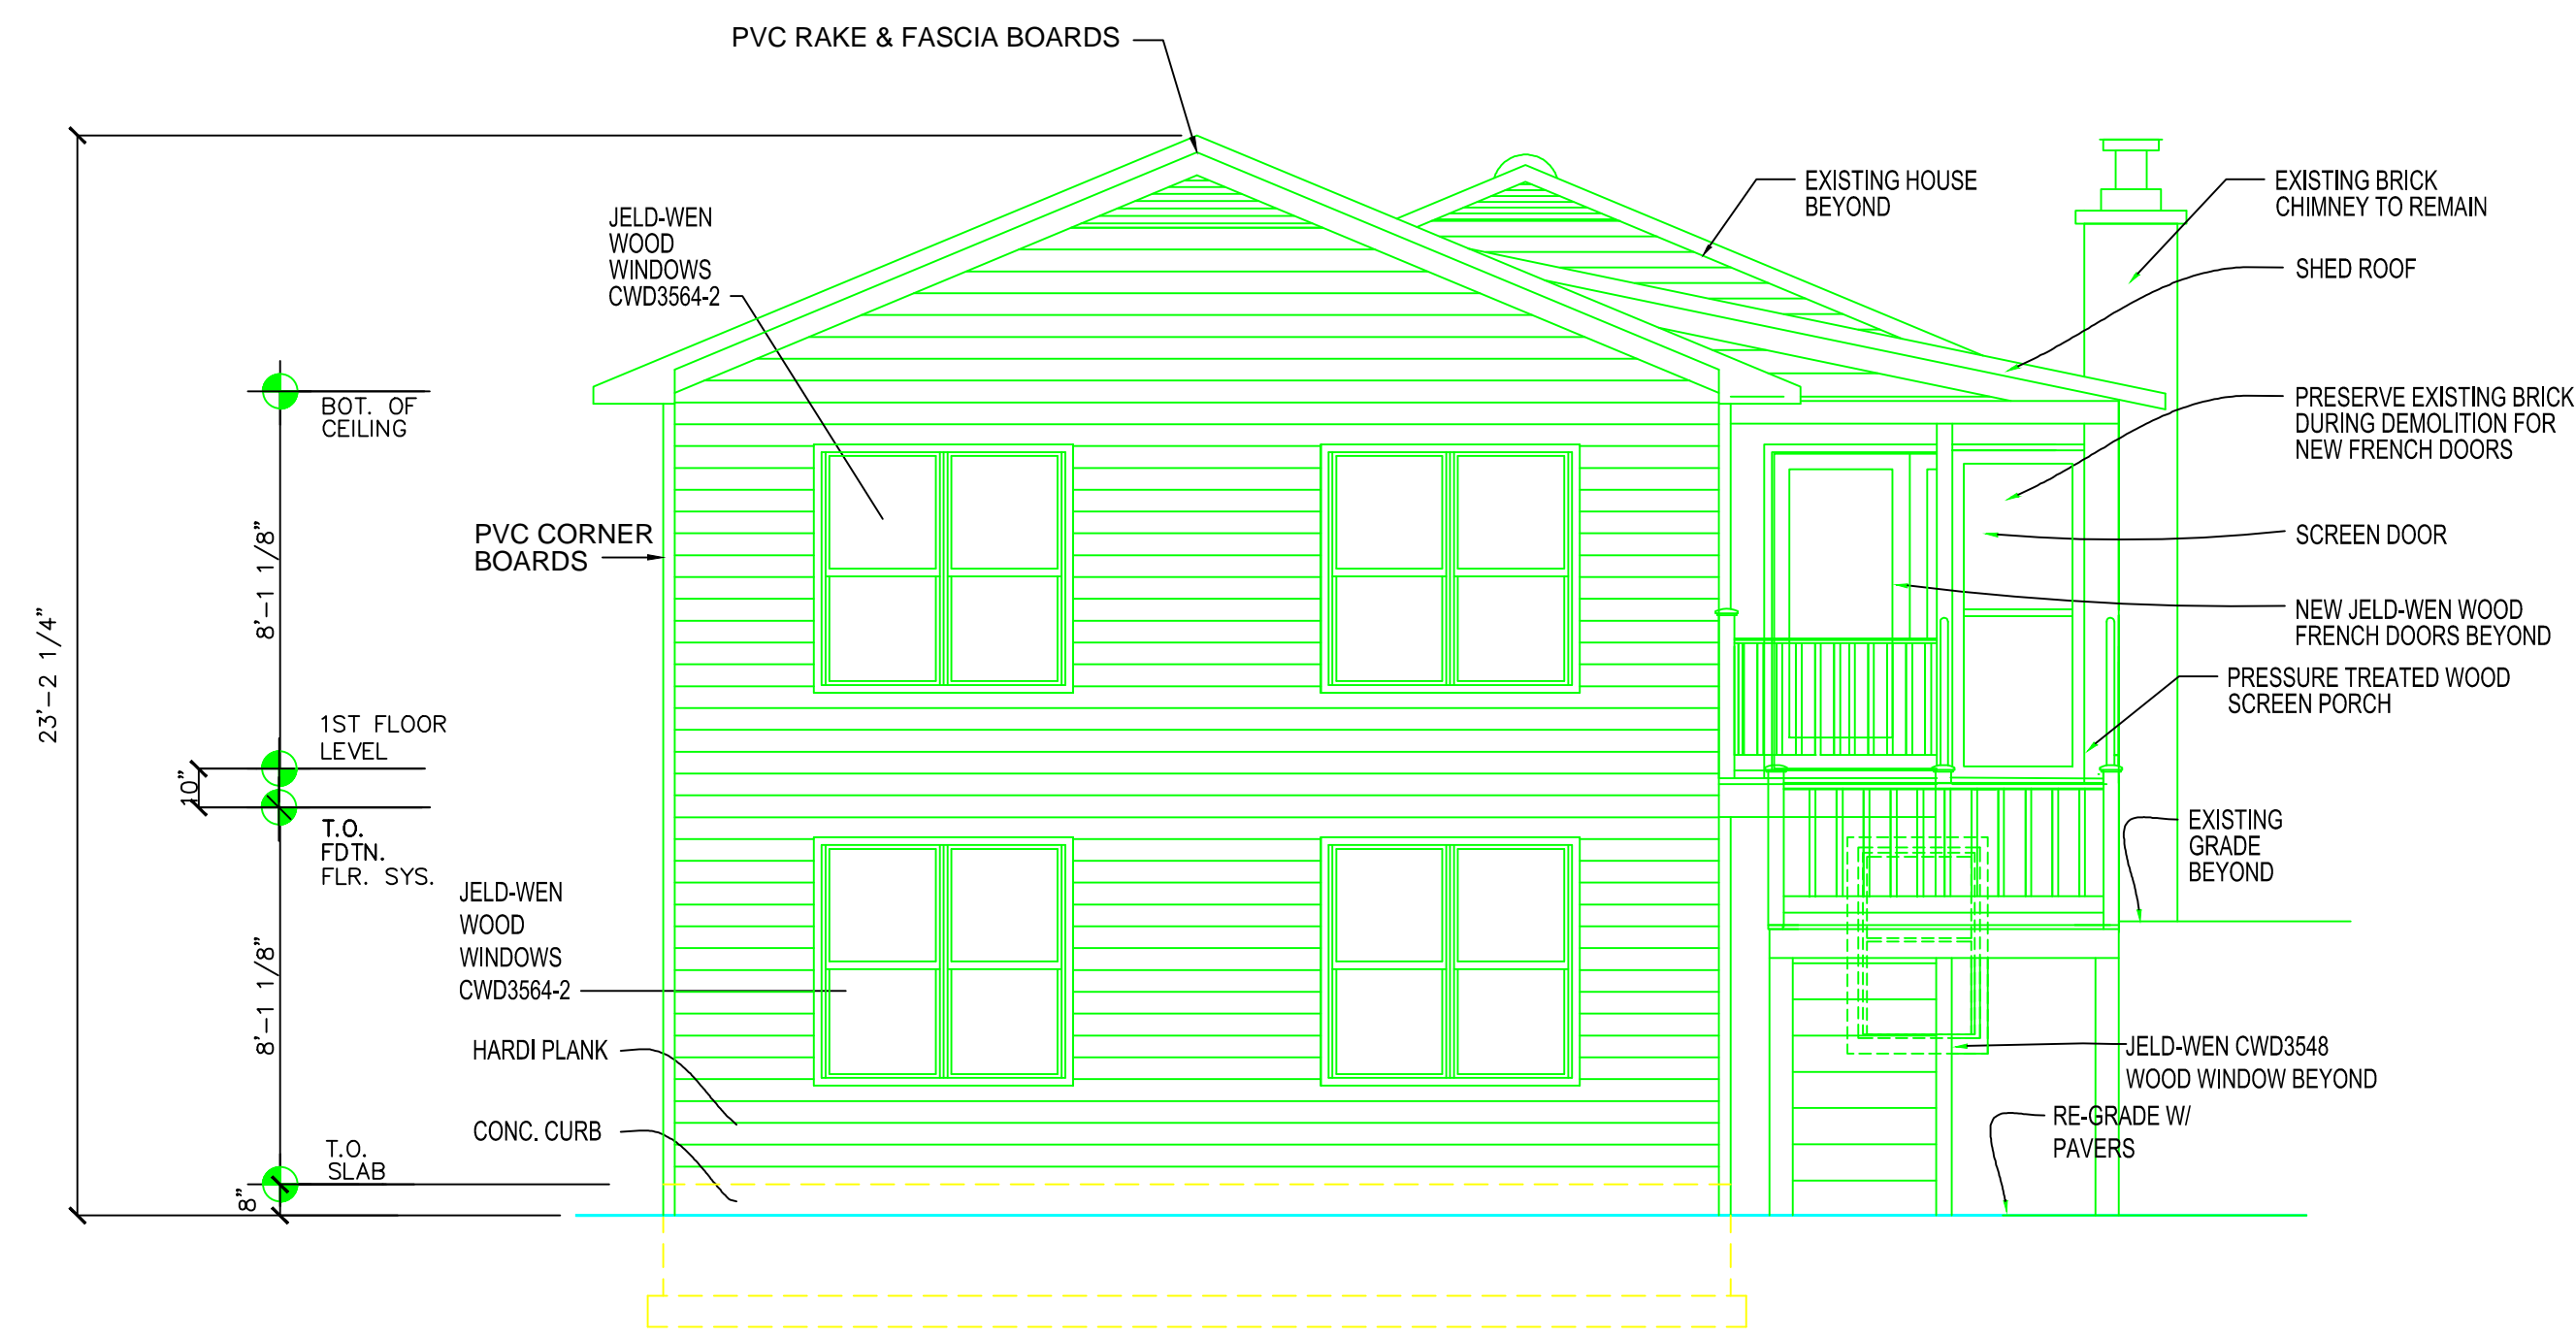 PVC RAKE & FASCIA BOARDS
JELD-WEN
WOOD
WINDOWS
CWD3564-2
EXISTING HOUSE
BEYOND
EXISTING BRICK
CHIMNEY TO REMAIN
SHED ROOF
PRESERVE EXISTING BRICK
DURING DEMOLITION FOR
NEW FRENCH DOORS
SCREEN DOOR
NEW JELD-WEN WOOD
FRENCH DOORS BEYOND
PRESSURE TREATED WOOD
SCREEN PORCH
EXISTING
GRADE
BEYOND
JELD-WEN CWD3548
WOOD WINDOW BEYOND
RE-GRADE W/
PAVERS
BOT. OF
CEILING
8'-1 1/8"
PVC CORNER
BOARDS
23'-2 1/4"
1ST FLOOR
LEVEL
10"
T.O.
FDTN.
FLR. SYS.
JELD-WEN
WOOD
WINDOWS
CWD3564-2
8'-1 1/8"
HARDI PLANK
CONC. CURB
T.O.
SLAB
8"